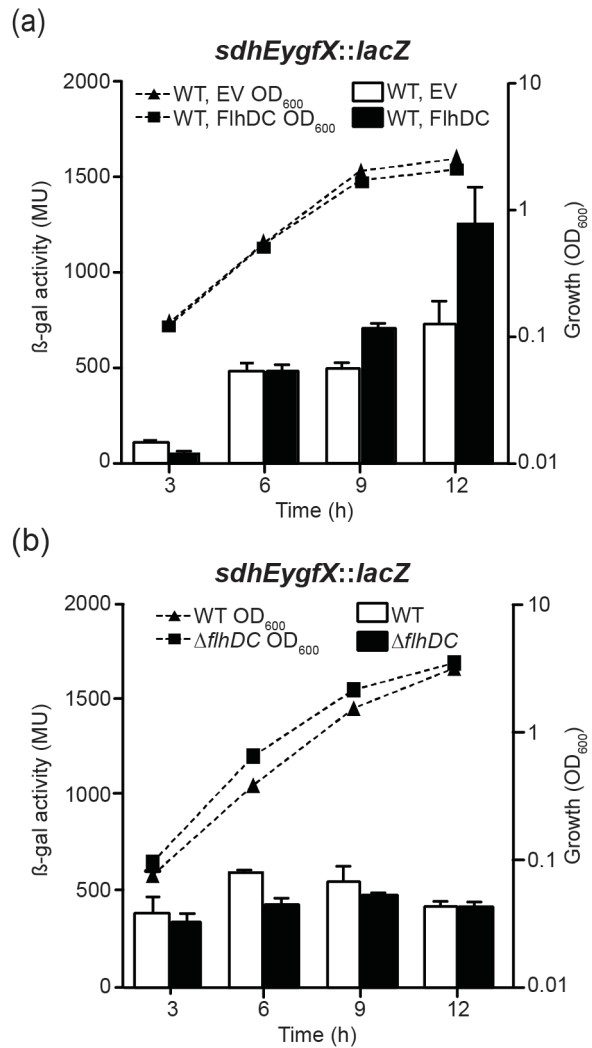 (a)
sdhEygfX::lacZ
WT, EV OD600 WT, EV
WT, FlhDC OD600 WT, FlhDC
2000
1500
1000
500
0
ß-gal activity (MU)
10
1
0.1
0.01
Growth (OD600)
3 6 9 12
Time (h)
(b)
sdhEygfX::lacZ
WT OD600 WT
ΔflhDC OD600 ΔflhDC
2000
1500
1000
500
0
ß-gal activity (MU)
10
1
0.1
0.01
Growth (OD600)
3 6 9 12
Time (h)